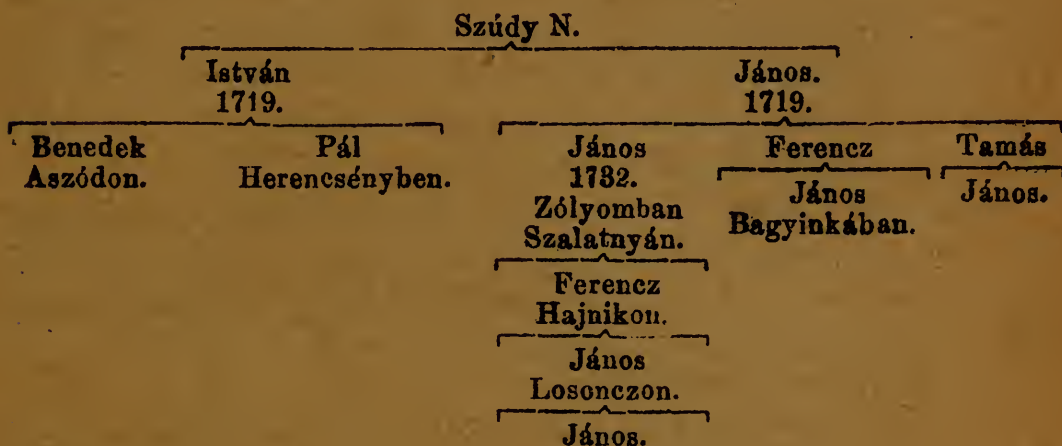 Szúdy N.
István János.
1719. 1719.
Benedek Pál János Ferencz Tamás
Aszódon. Herencsényben. 1732. János János.
Zólyomban Bagyinkában.
Szalatnyán.
Ferencz
Hajnikon.
János
Losonczon.
János.